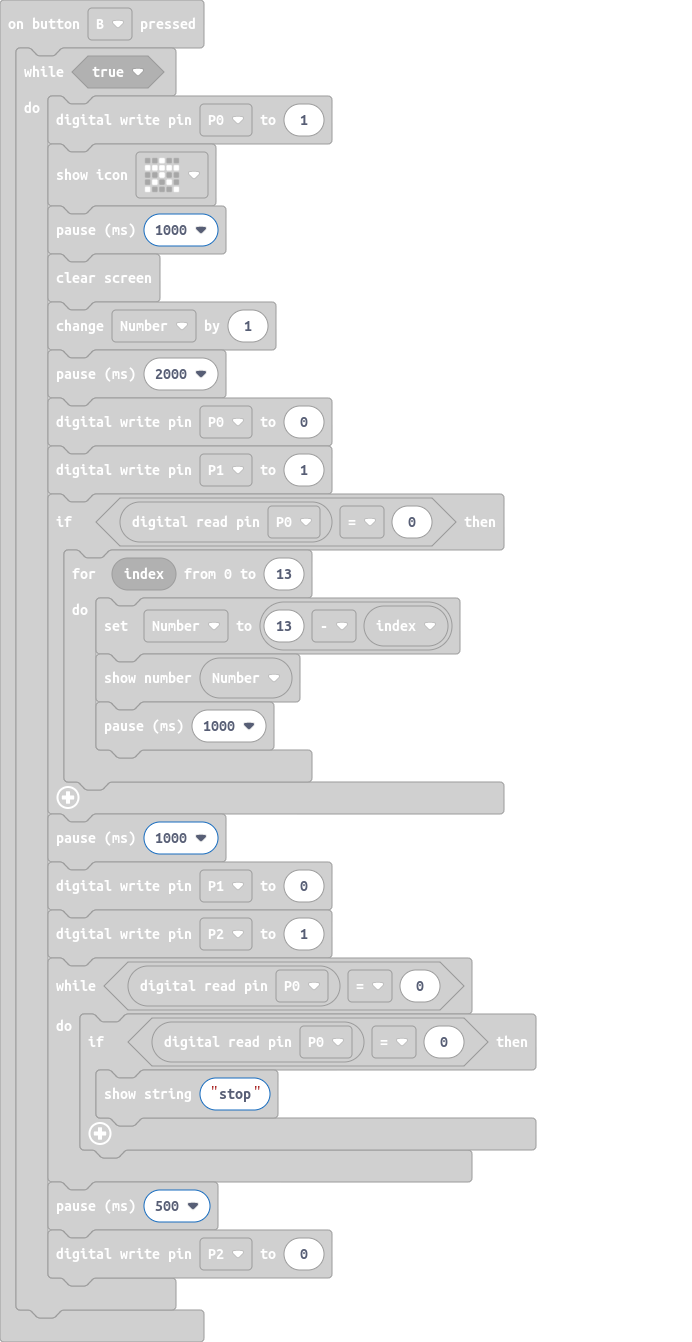 on button B pressed
while true
do
digital write pin P0 to 1
show icon
pause (ms) 1000
clear screen
change Number by 1
pause (ms) 2000
digital write pin P0 to 0
digital write pin P1 to 1
if digital read pin P0 = 0 then
for index from 0 to 13
do
set Number to 13 - index
show number Number
pause (ms) 1000
pause (ms) 1000
digital write pin P1 to 0
digital write pin P2 to 1
while digital read pin P0 = 0
do
if digital read pin P0 = 0 then
show string "stop"
pause (ms) 500
digital write pin P2 to 0